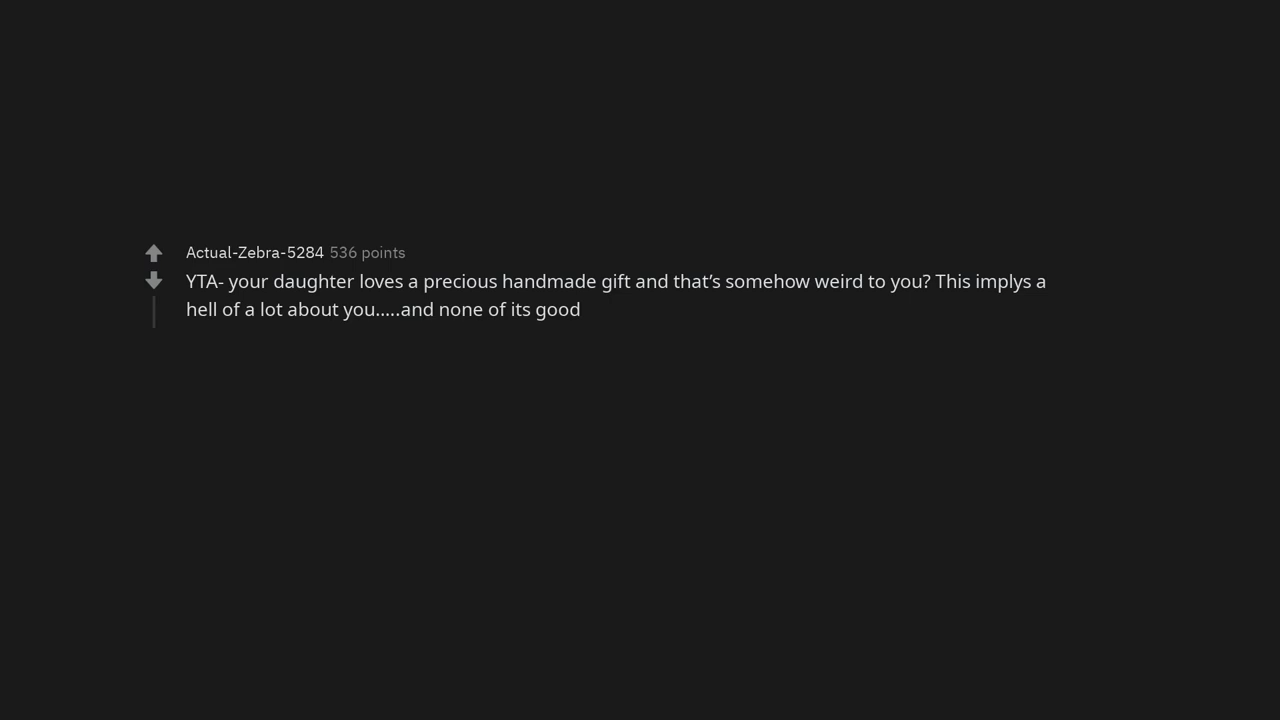 Actual-Zebra-5284 536 points
YTA- your daughter loves a precious handmade gift and that’s somehow weird to you? This implys a
hell of a lot about you.....and none of its good